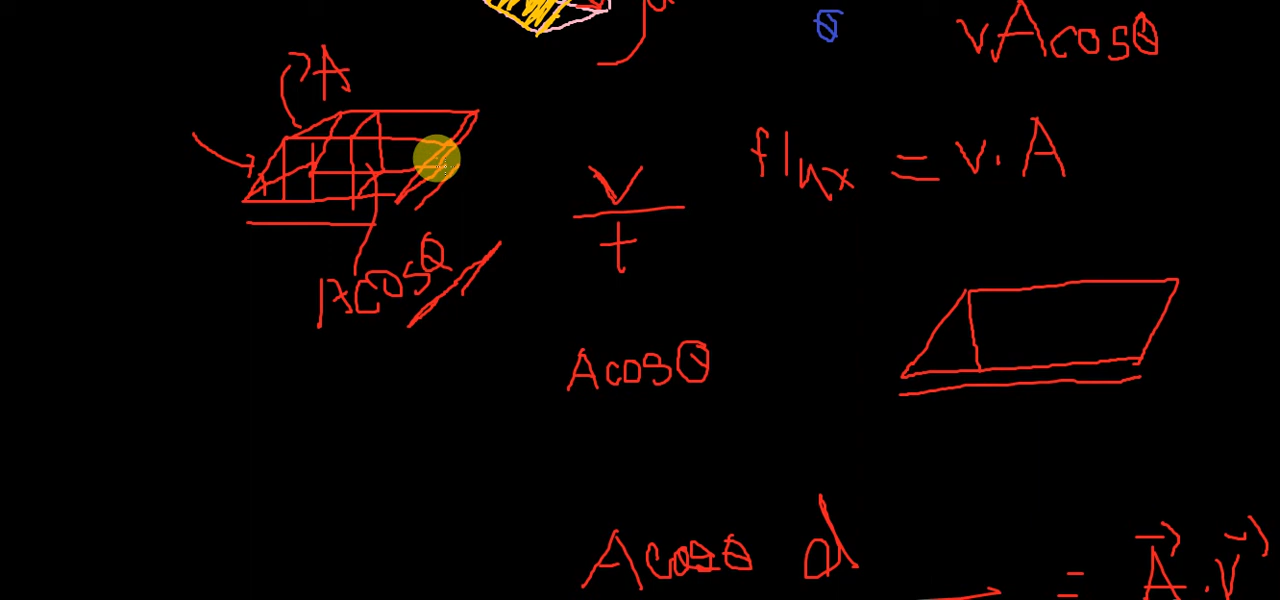 θ
vAcosθ
A
flux = v.A
V
t
Acosθ
Acosθ
Acosθ d
= A.v